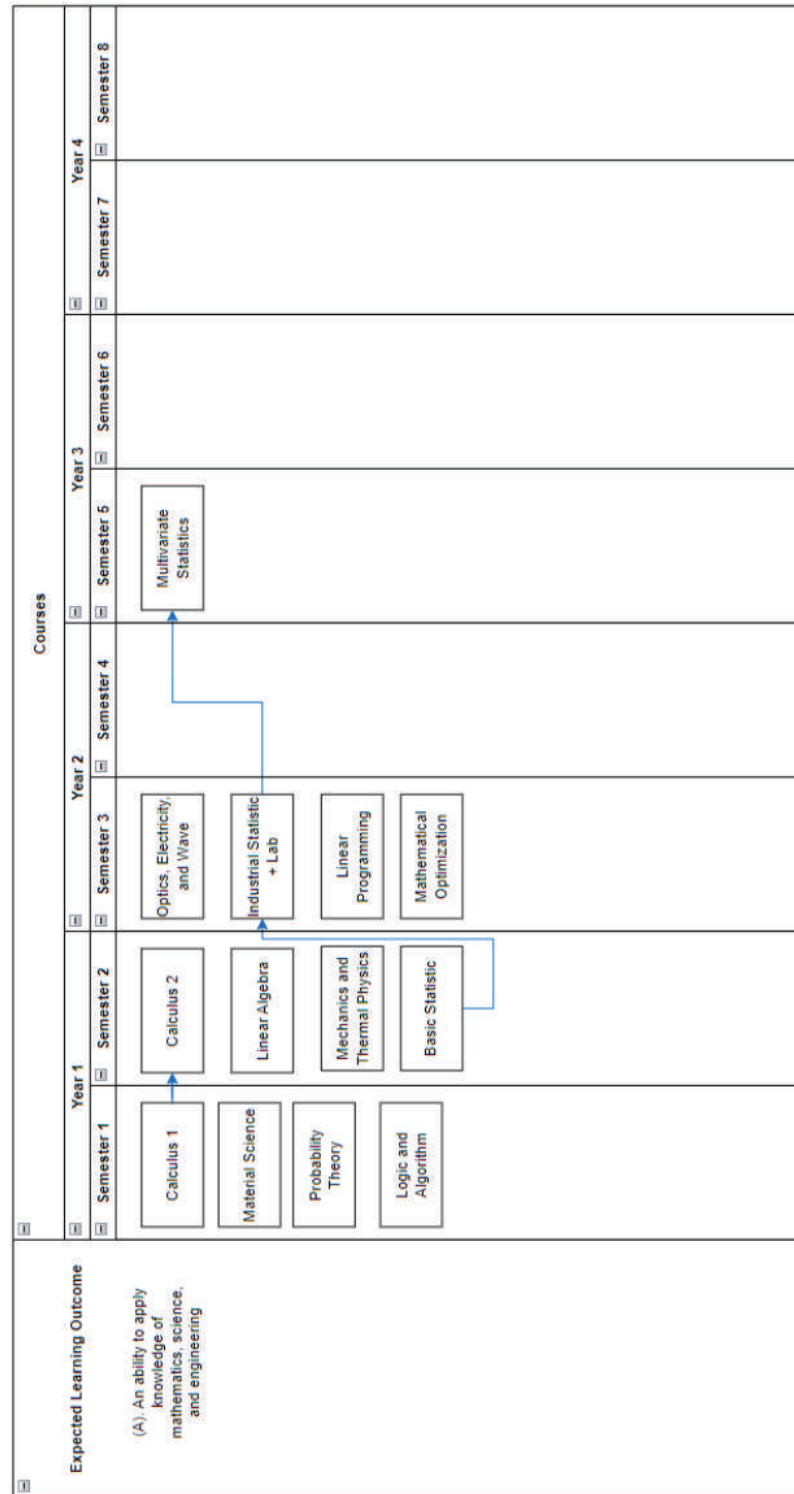 Courses
Expected Learning Outcome
Year 1
Year 2
Year 3
Year 4
Semester 1
Semester 2
Semester 3
Semester 4
Semester 5
Semester 6
Semester 7
Semester 8
(A). An ability to apply
knowledge of
mathematics, science,
and engineering
Calculus 1
Material Science
Probability
Theory
Logic and
Algorithm
Calculus 2
Linear Algebra
Mechanics and
Thermal Physics
Basic Statistic
Optics, Electricity,
and Wave
Industrial Statistic
+ Lab
Linear
Programming
Mathematical
Optimization
Multivariate
Statistics